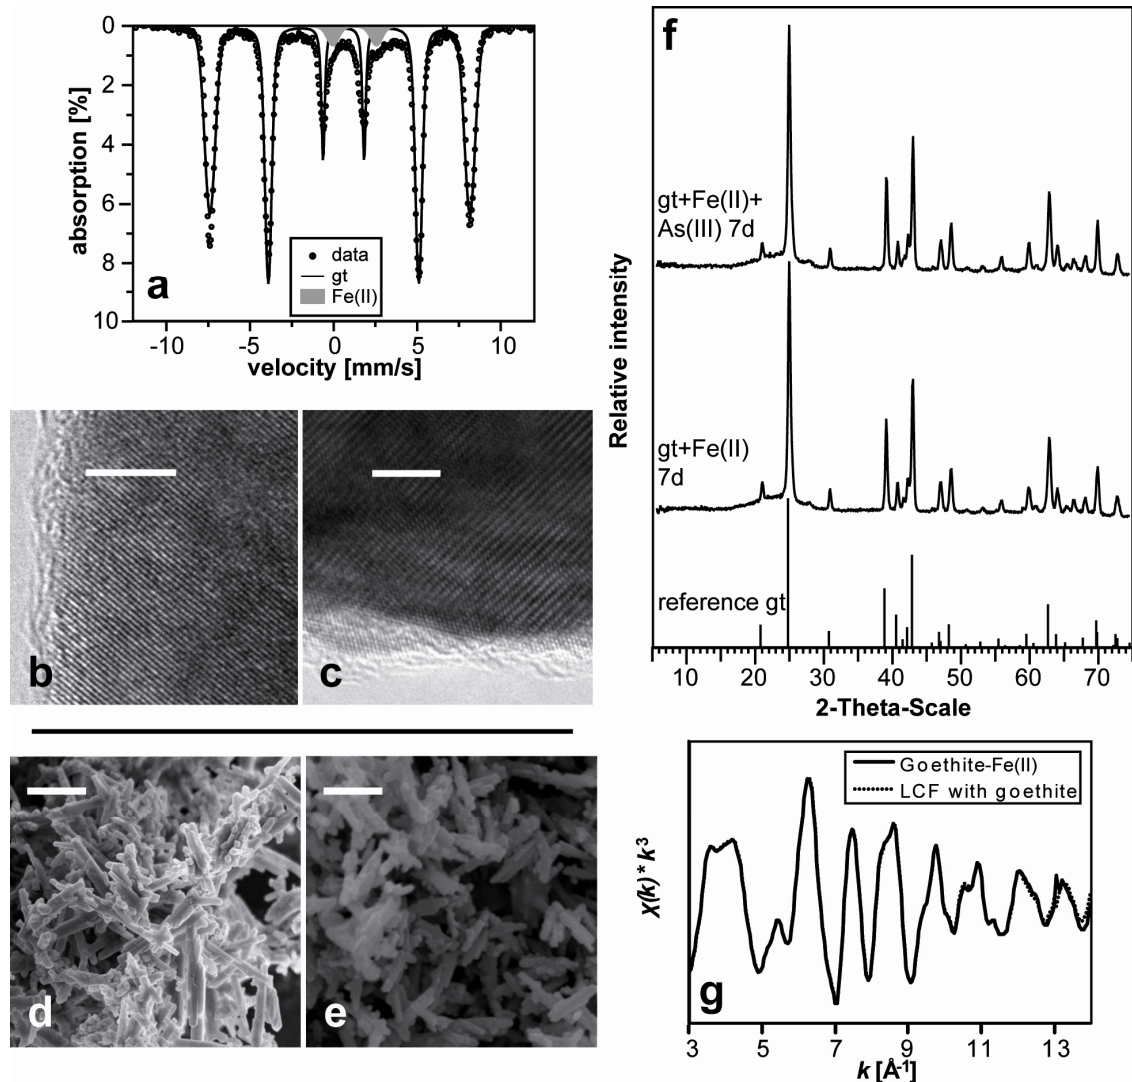 0
2
4
6
8
10
absorption [%]
a
data
gt
Fe(II)
-10 -5 0 5 10
velocity [mm/s]
b
c
d
e
f
gt+Fe(II)+
As(III) 7d
gt+Fe(II)
7d
reference gt
Relative intensity
10 20 30 40 50 60 70
2-Theta-Scale
Goethite-Fe(II)
LCF with goethite
χ(k)* k³
g
3 5 7 9 11 13
k [Å⁻¹]